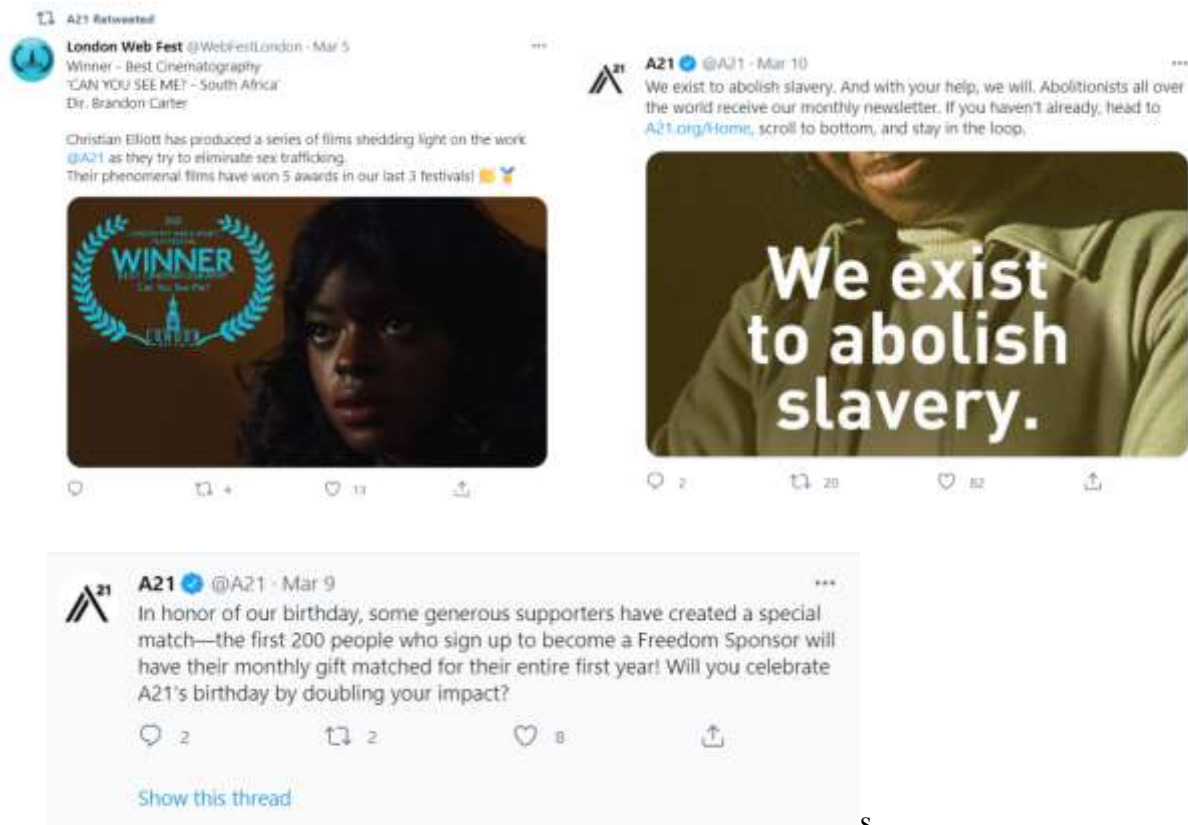 A21 Retweeted
London Web Fest @WebFestLondon · Mar 5
Winner - Best Cinematography
'CAN YOU SEE ME? - South Africa'
Dir. Brandon Carter
Christian Elliott has produced a series of films shedding light on the work
@A21 as they try to eliminate sex trafficking.
Their phenomenal films have won 5 awards in our last 3 festivals! 👏 🏅
WINNER
Can You See Me?
LONDON
4 13
A21 @A21 · Mar 10
We exist to abolish slavery. And with your help, we will. Abolitionists all over
the world receive our monthly newsletter. If you haven't already, head to
A21.org/Home, scroll to bottom, and stay in the loop.
We exist
to abolish
slavery.
2 20 82
21
A21 @A21 · Mar 9
In honor of our birthday, some generous supporters have created a special
match—the first 200 people who sign up to become a Freedom Sponsor will
have their monthly gift matched for their entire first year! Will you celebrate
A21's birthday by doubling your impact?
2 2 8
Show this thread
s